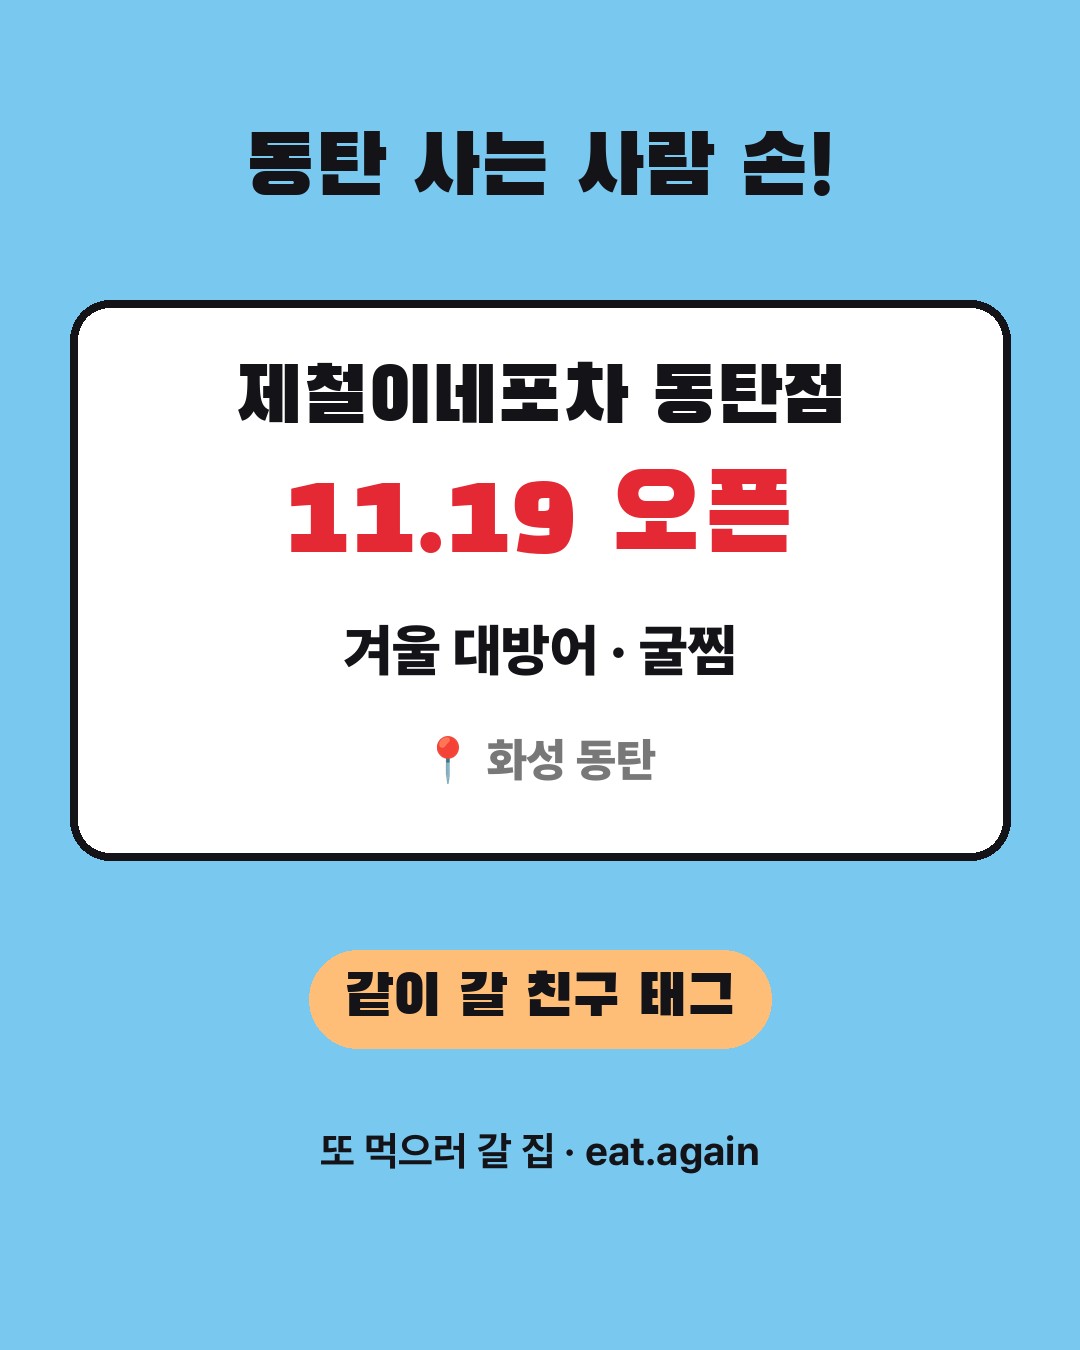 동탄 사는 사람 손!
제철이네포차 동탄점
11.19 오픈
겨울 대방어 · 굴찜
📍 화성 동탄
같이 갈 친구 태그
또 먹으러 갈 집 · eat.again